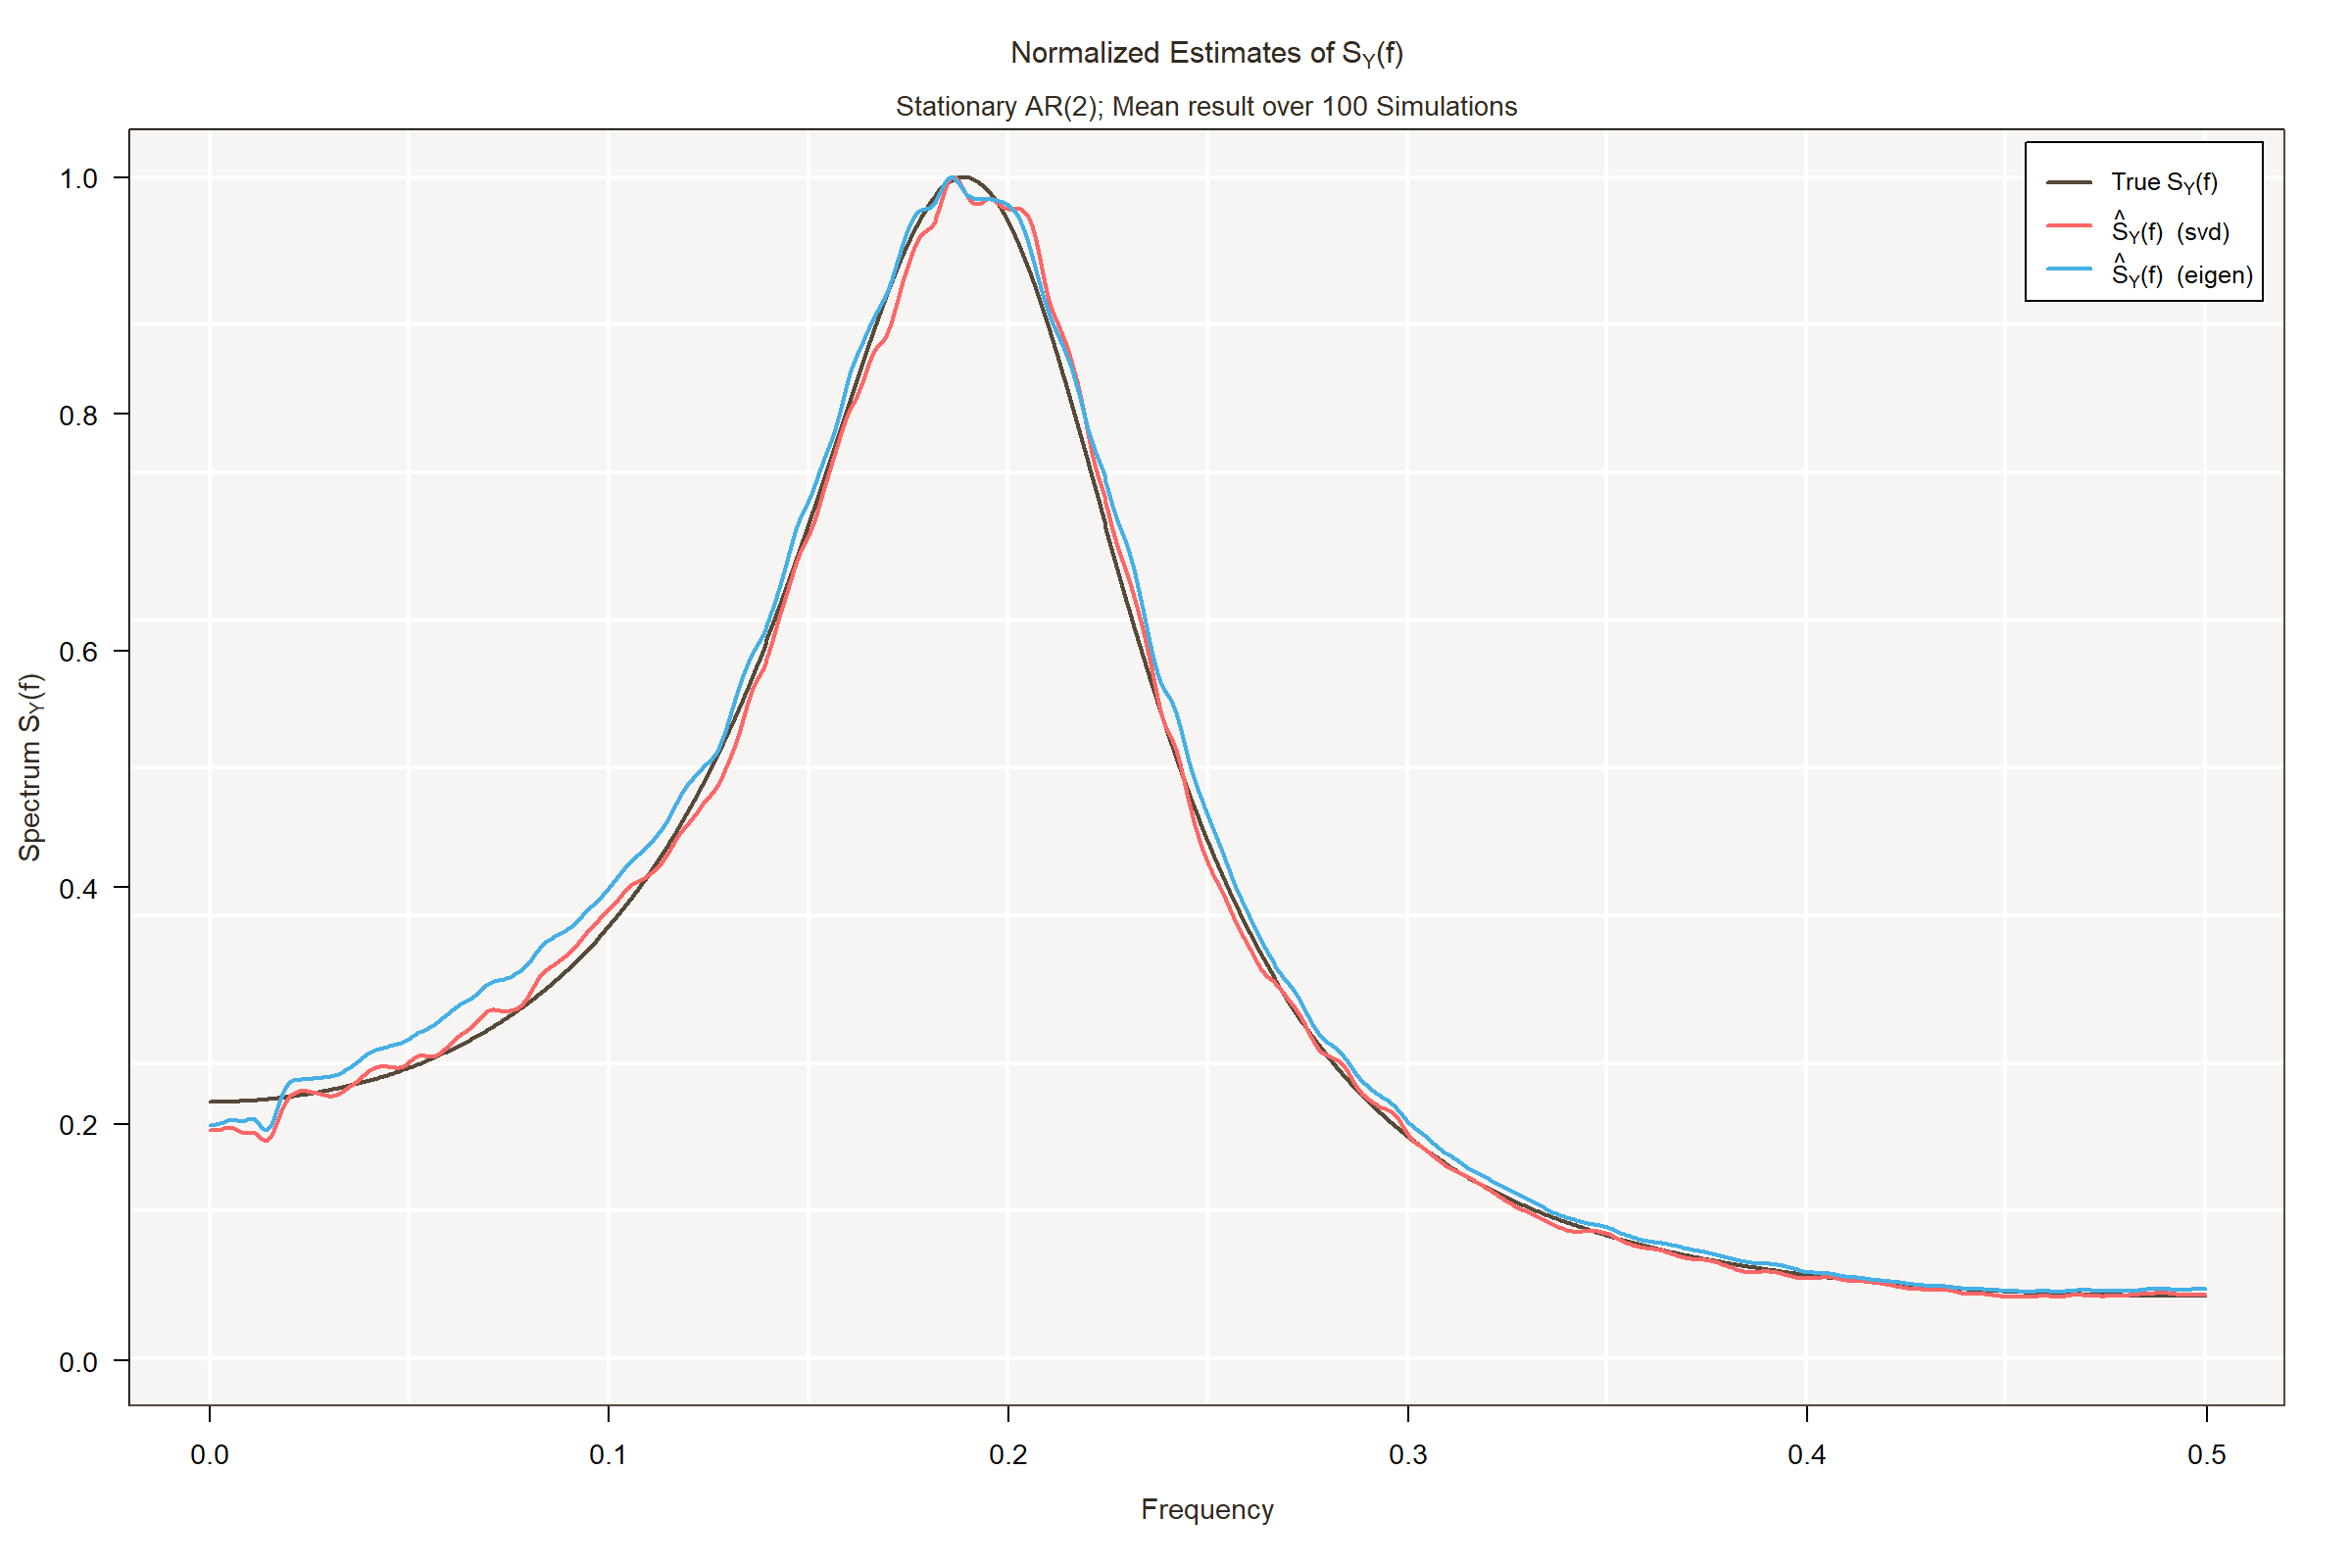 Normalized Estimates of S_Y(f)
Stationary AR(2); Mean result over 100 Simulations
True S_Y(f)
Ŝ_Y(f) (svd)
Ŝ_Y(f) (eigen)
Spectrum S_Y(f)
1.0
0.8
0.6
0.4
0.2
0.0
0.0 0.1 0.2 0.3 0.4 0.5
Frequency